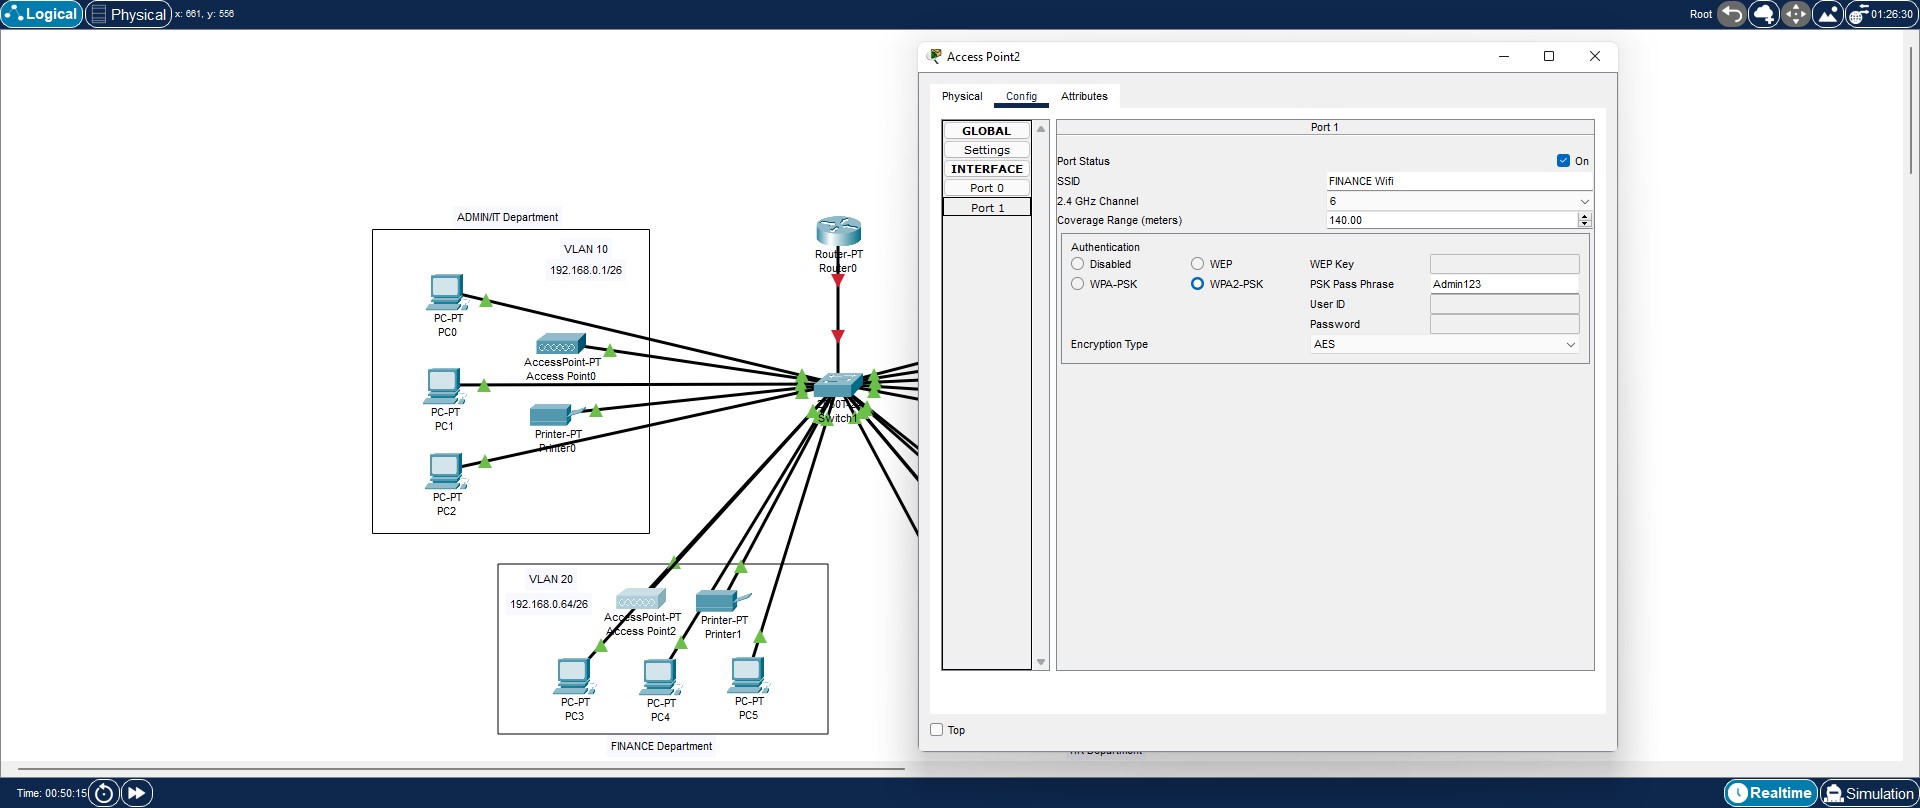 Logical
Physical
x: 661, y: 556
Root
01:26:30
ADMIN/IT Department
VLAN 10
192.168.0.1/26
PC-PT
PC0
AccessPoint-PT
Access Point0
PC-PT
PC1
Printer-PT
Printer0
PC-PT
PC2
Router-PT
Router0
Switch1
VLAN 20
192.168.0.64/26
AccessPoint-PT
Access Point2
Printer-PT
Printer1
PC-PT
PC3
PC-PT
PC4
PC-PT
PC5
FINANCE Department
Access Point2
Physical
Config
Attributes
GLOBAL
Settings
INTERFACE
Port 0
Port 1
Port 1
Port Status
On
SSID
FINANCE Wifi
2.4 GHz Channel
6
Coverage Range (meters)
140.00
Authentication
Disabled
WEP
WEP Key
WPA-PSK
WPA2-PSK
PSK Pass Phrase
Admin123
User ID
Password
Encryption Type
AES
Top
Department
Time: 00:50:15
Realtime
Simulation